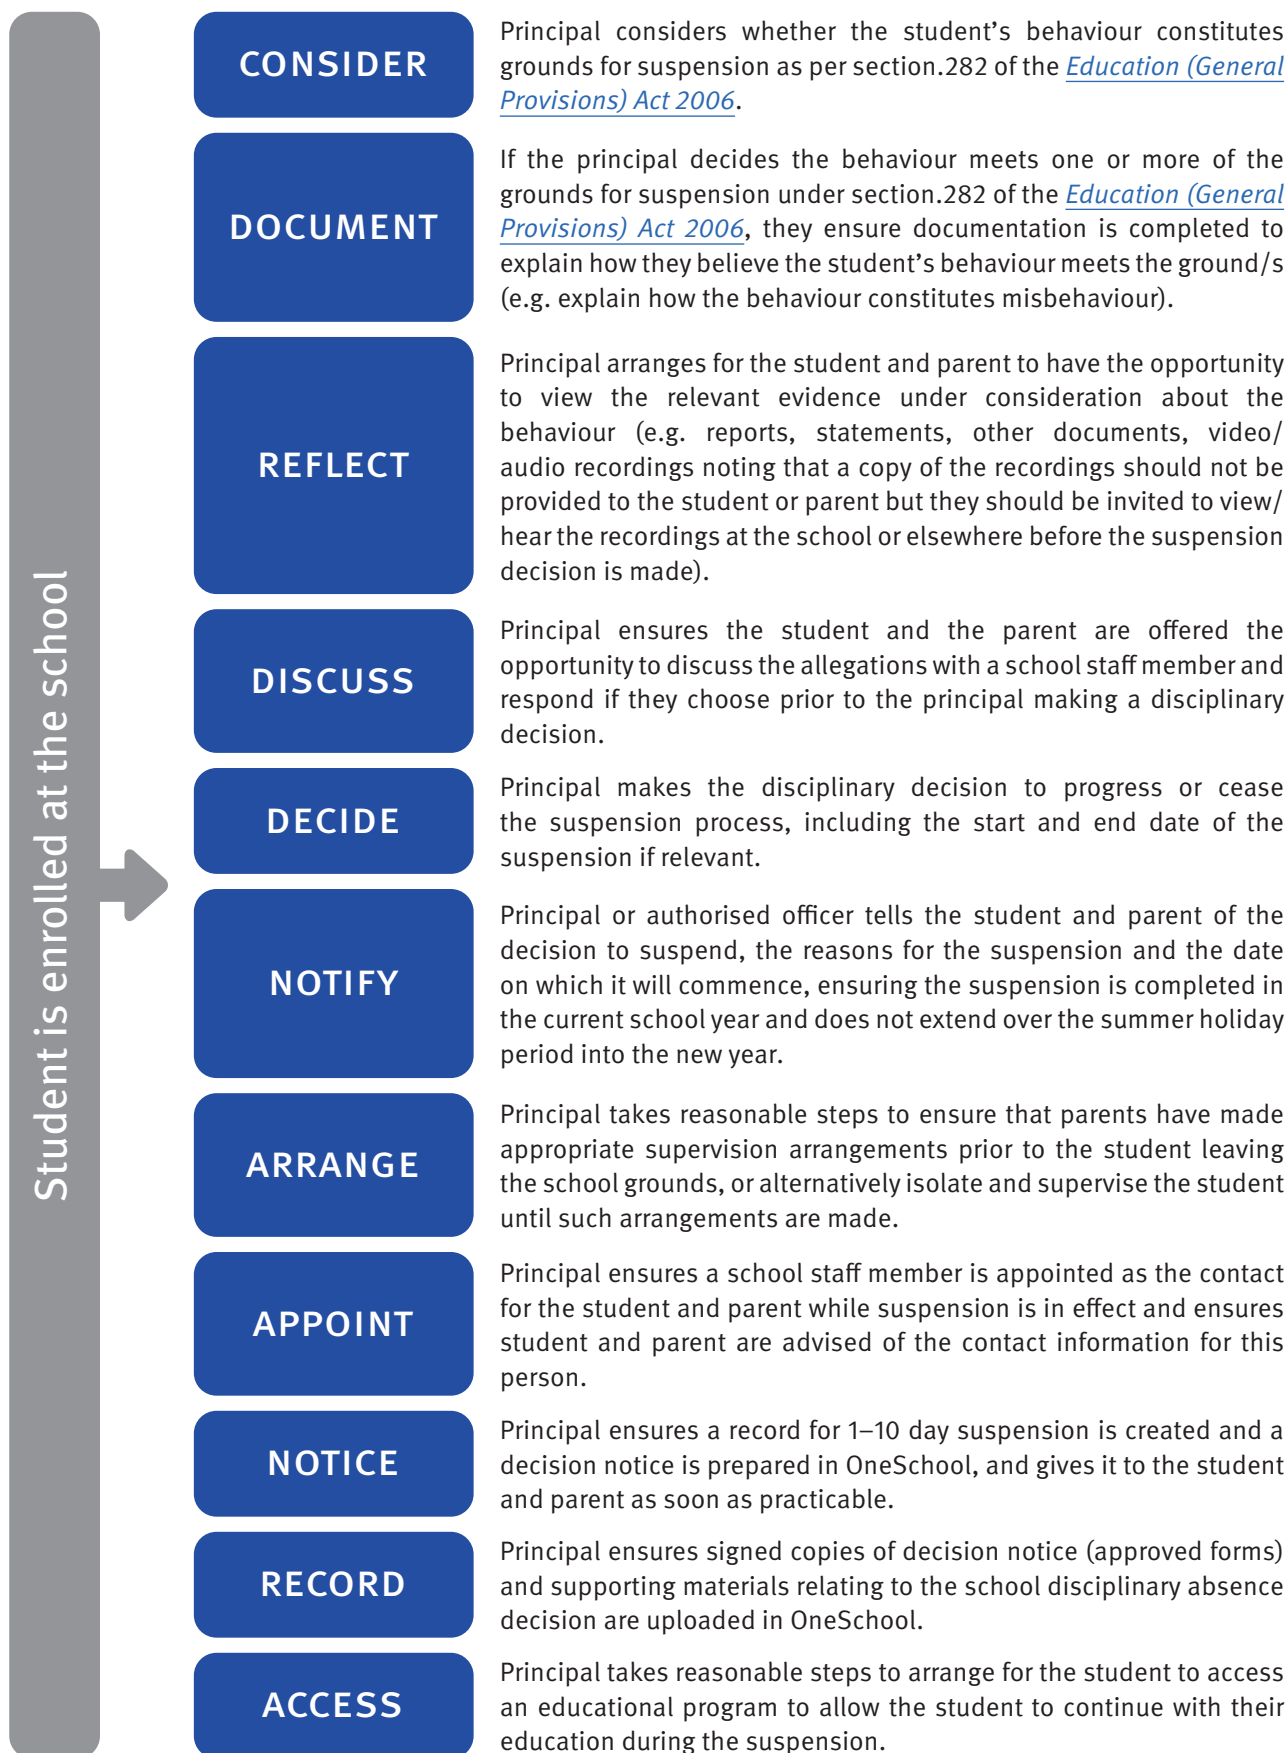 Student is enrolled at the school
CONSIDER
Principal considers whether the student’s behaviour constitutes
grounds for suspension as per section.282 of the Education (General
Provisions) Act 2006.
DOCUMENT
If the principal decides the behaviour meets one or more of the
grounds for suspension under section.282 of the Education (General
Provisions) Act 2006, they ensure documentation is completed to
explain how they believe the student’s behaviour meets the ground/s
(e.g. explain how the behaviour constitutes misbehaviour).
REFLECT
Principal arranges for the student and parent to have the opportunity
to view the relevant evidence under consideration about the
behaviour (e.g. reports, statements, other documents, video/
audio recordings noting that a copy of the recordings should not be
provided to the student or parent but they should be invited to view/
hear the recordings at the school or elsewhere before the suspension
decision is made).
DISCUSS
Principal ensures the student and the parent are offered the
opportunity to discuss the allegations with a school staff member and
respond if they choose prior to the principal making a disciplinary
decision.
DECIDE
Principal makes the disciplinary decision to progress or cease
the suspension process, including the start and end date of the
suspension if relevant.
NOTIFY
Principal or authorised officer tells the student and parent of the
decision to suspend, the reasons for the suspension and the date
on which it will commence, ensuring the suspension is completed in
the current school year and does not extend over the summer holiday
period into the new year.
ARRANGE
Principal takes reasonable steps to ensure that parents have made
appropriate supervision arrangements prior to the student leaving
the school grounds, or alternatively isolate and supervise the student
until such arrangements are made.
APPOINT
Principal ensures a school staff member is appointed as the contact
for the student and parent while suspension is in effect and ensures
student and parent are advised of the contact information for this
person.
NOTICE
Principal ensures a record for 1–10 day suspension is created and a
decision notice is prepared in OneSchool, and gives it to the student
and parent as soon as practicable.
RECORD
Principal ensures signed copies of decision notice (approved forms)
and supporting materials relating to the school disciplinary absence
decision are uploaded in OneSchool.
ACCESS
Principal takes reasonable steps to arrange for the student to access
an educational program to allow the student to continue with their
education during the suspension.